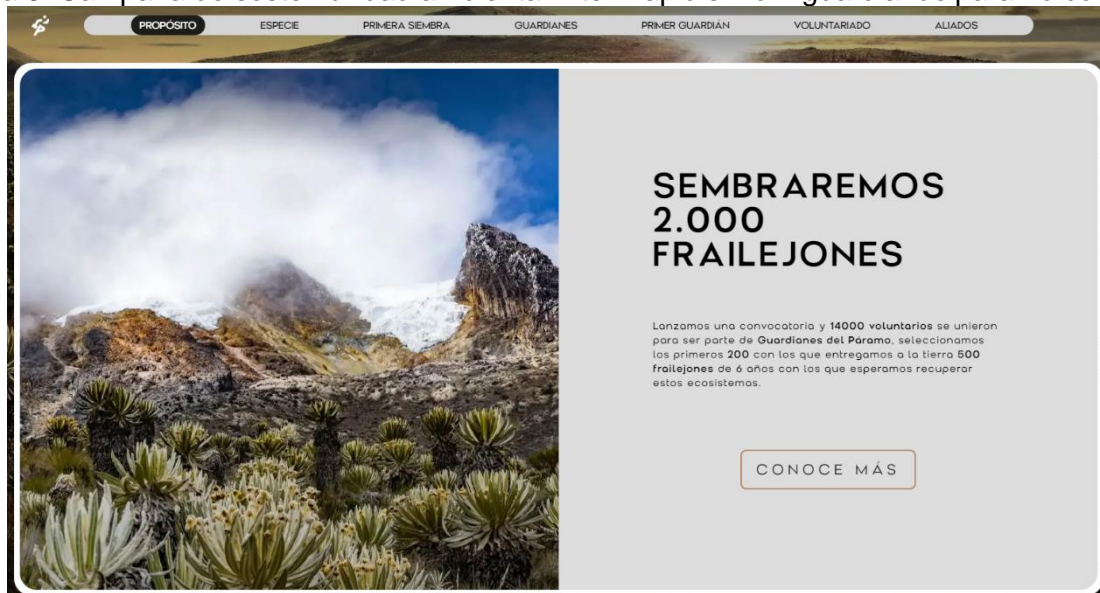 PROPÓSITO ESPECIE PRIMERA SIEMBRA GUARDIANES PRIMER GUARDIÁN VOLUNTARIADO ALIADOS
SEMBRAREMOS
2.000
FRAILEJONES
Lanzamos una convocatoria y 14000 voluntarios se unieron
para ser parte de Guardianes del Páramo, seleccionamos
los primeros 200 con los que entregamos a la tierra 500
frailejones de 6 años con los que esperamos recuperar
estos ecosistemas.
CONOCE MÁS